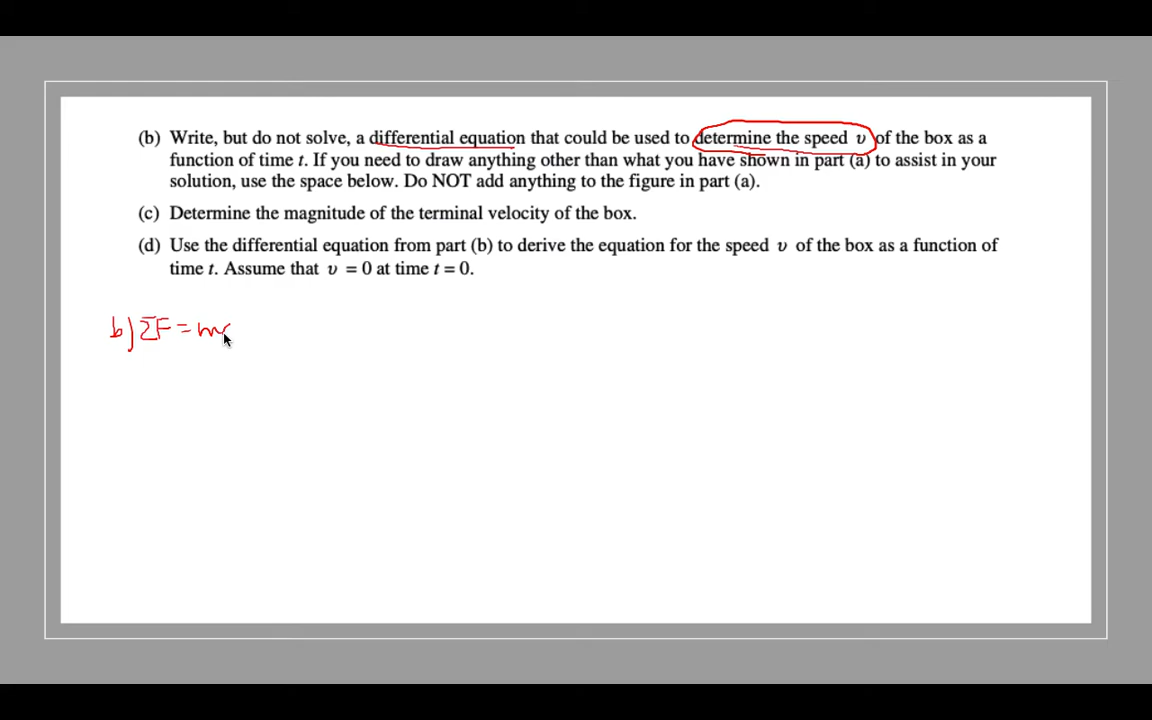 (b) Write, but do not solve, a differential equation that could be used to determine the speed υ of the box as a
function of time t. If you need to draw anything other than what you have shown in part (a) to assist in your
solution, use the space below. Do NOT add anything to the figure in part (a).
(c) Determine the magnitude of the terminal velocity of the box.
(d) Use the differential equation from part (b) to derive the equation for the speed υ of the box as a function of
time t. Assume that υ = 0 at time t = 0.
b) ΣF = m